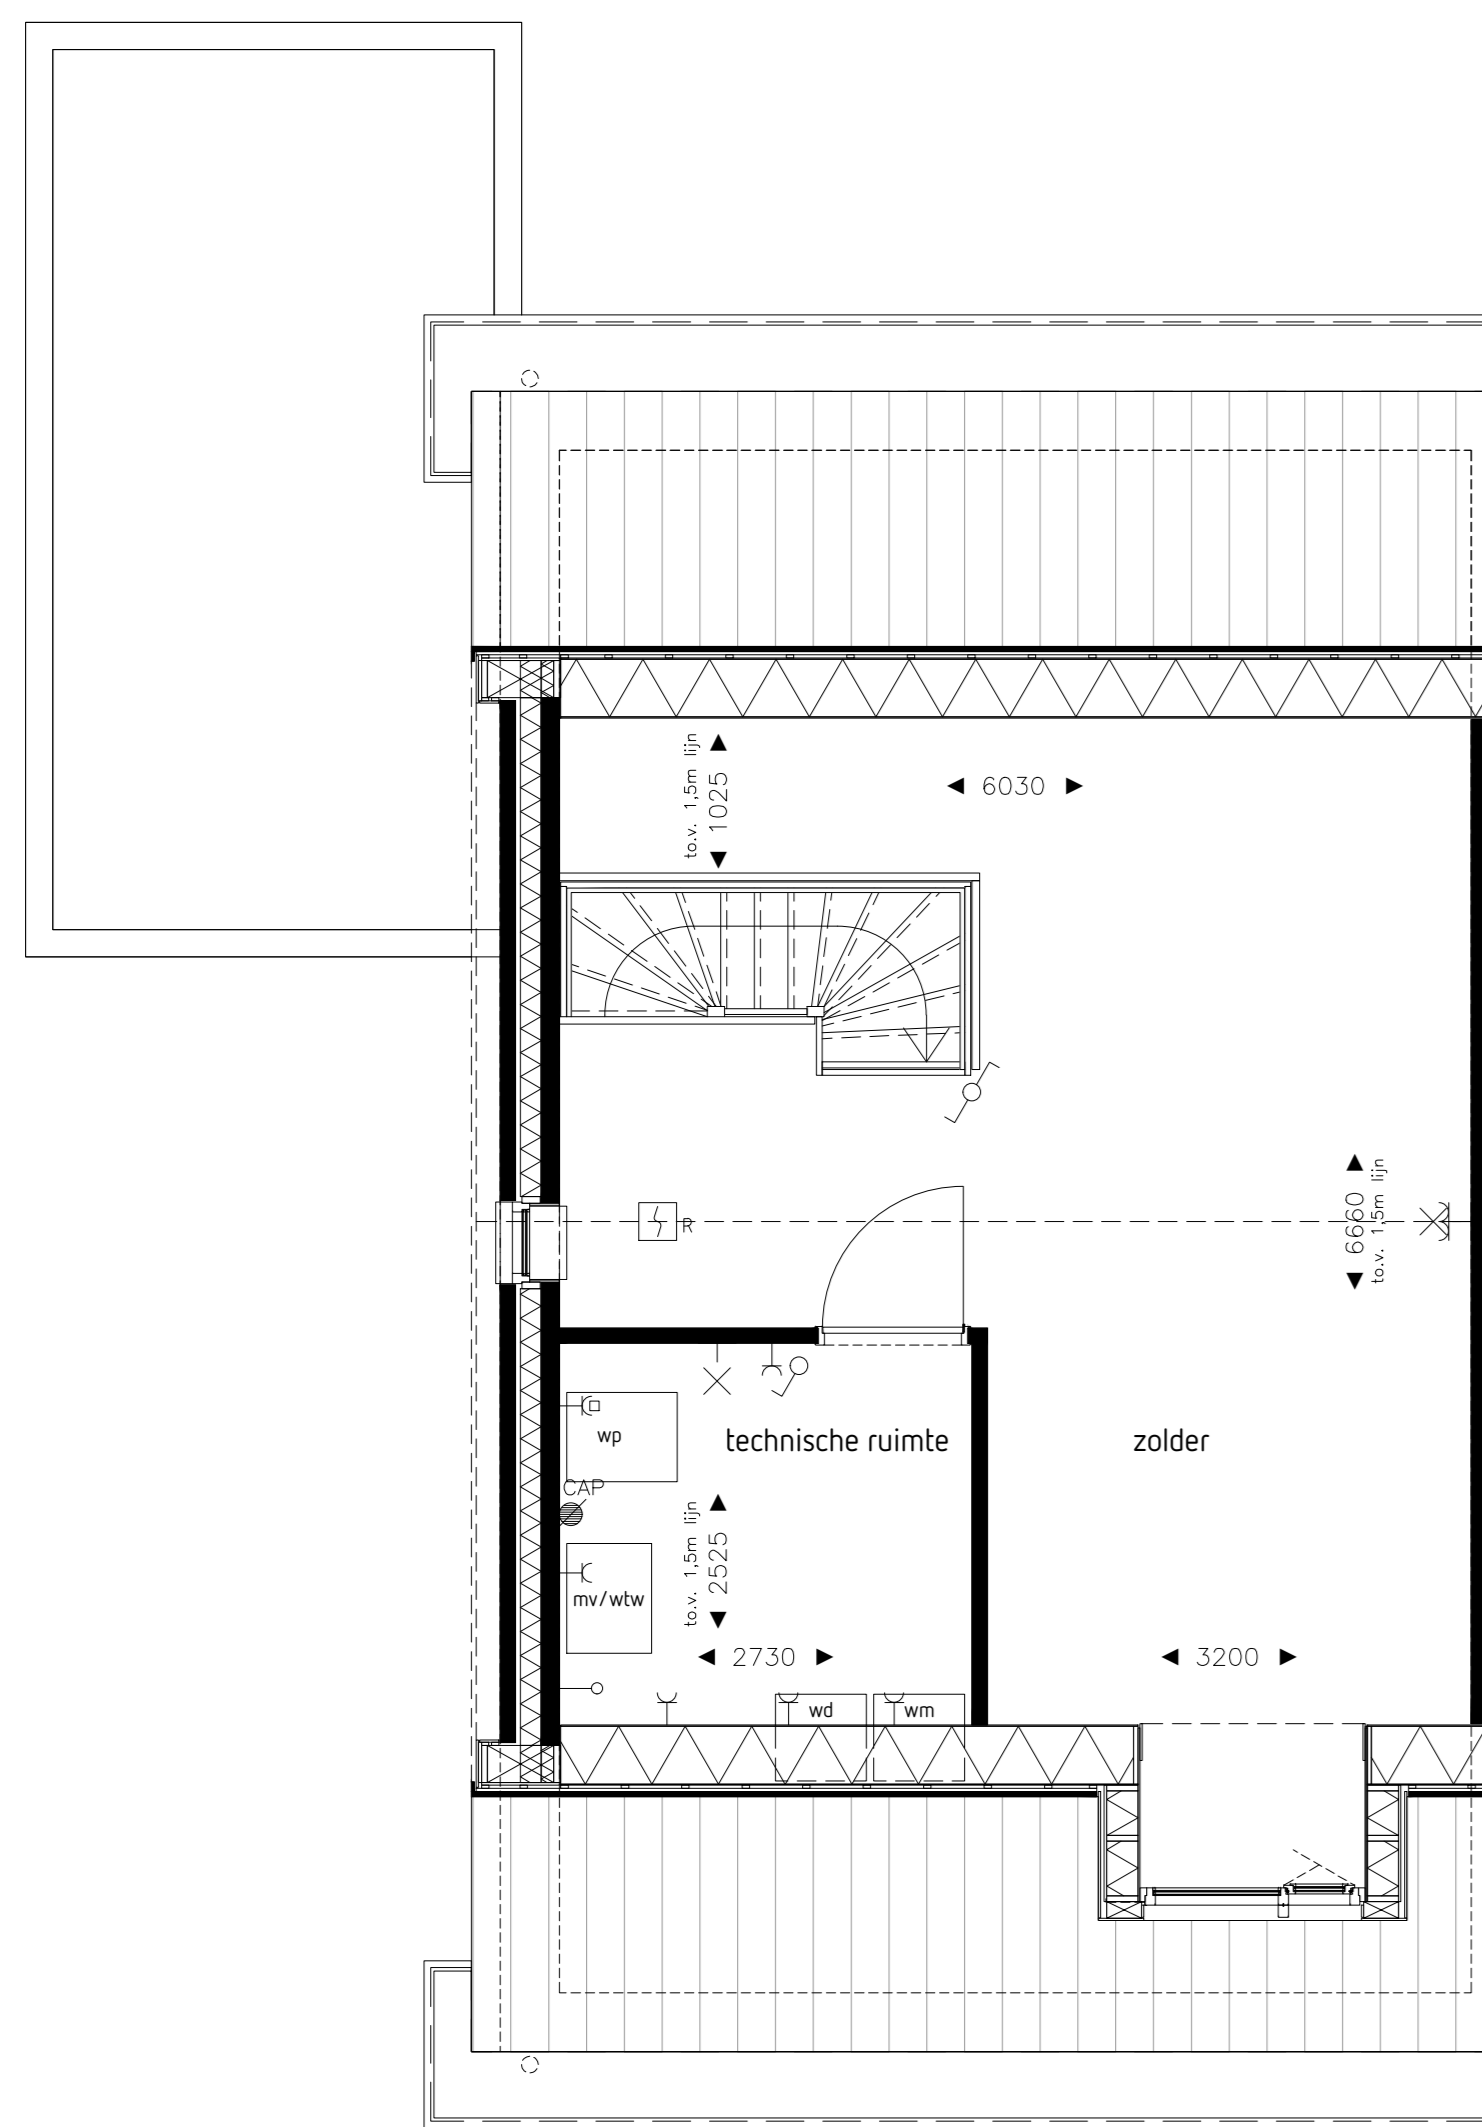 to.v. 1,5m lijn
1025
6030
R
6660
to.v. 1,5m lijn
wp
technische ruimte
zolder
CAP
to.v. 1,5m lijn
2525
mv/wtw
2730
3200
wd
wm